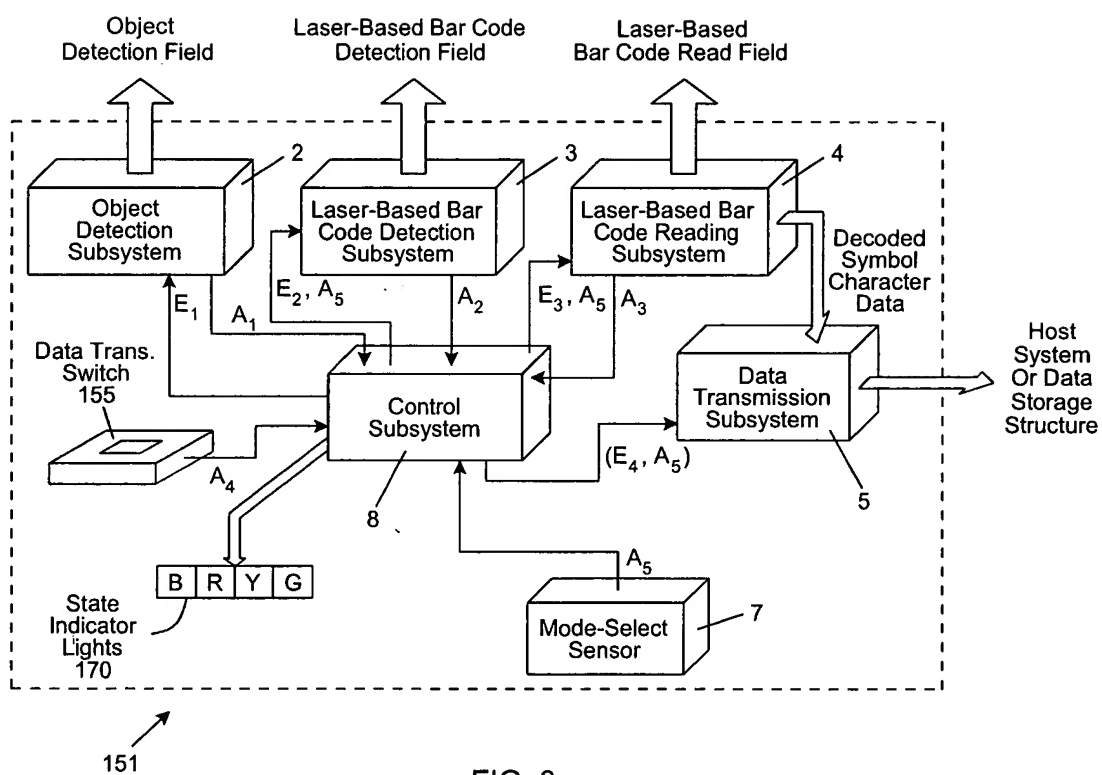 Object
Detection Field
Laser-Based Bar Code
Detection Field
Laser-Based
Bar Code Read Field
2
3
4
Object
Detection
Subsystem
Laser-Based Bar
Code Detection
Subsystem
Laser-Based Bar
Code Reading
Subsystem
Decoded
Symbol
Character
Data
E1
A1
E2, A5
A2
E3, A5
A3
Data Trans.
Switch
155
A4
Control
Subsystem
8
Data
Transmission
Subsystem
5
Host
System
Or Data
Storage
Structure
(E4, A5)
B R Y G
State
Indicator
Lights
170
A5
Mode-Select
Sensor
7
151